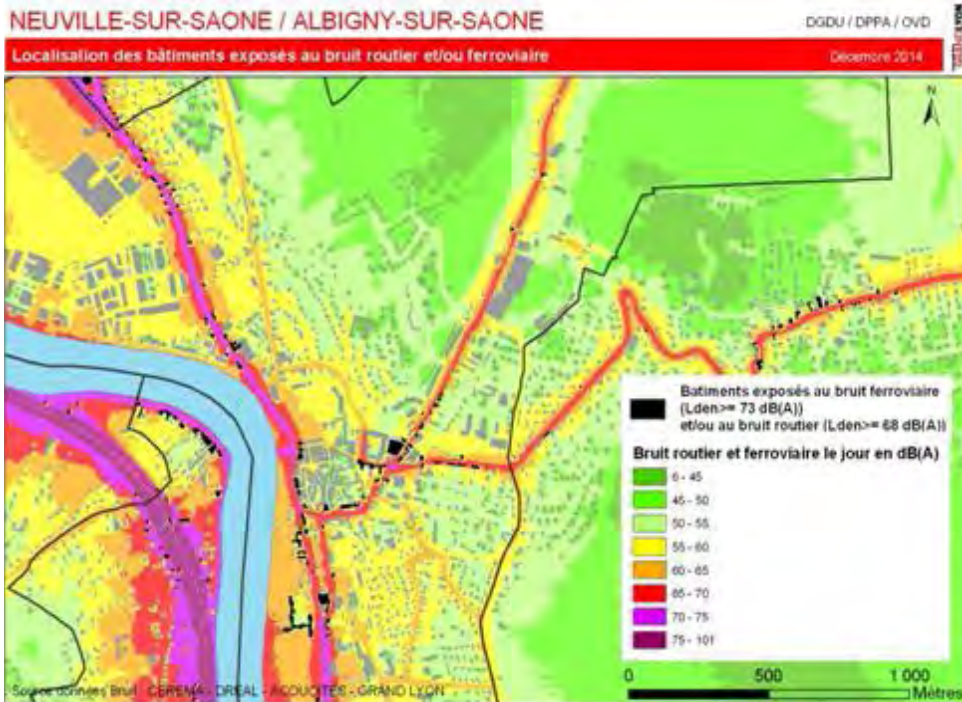 NEUVILLE-SUR-SAONE / ALBIGNY-SUR-SAONE
DGDU / DPPA / OVD
Localisation des bâtiments exposés au bruit routier et/ou ferroviaire
Décembre 2014
N
Batiments exposés au bruit ferroviaire
(Lden>= 73 dB(A))
et/ou au bruit routier (Lden>= 68 dB(A))
Bruit routier et ferroviaire le jour en dB(A)
6 - 45
45 - 50
50 - 55
55 - 60
60 - 65
65 - 70
70 - 75
75 - 101
0 500 1 000
Mètres
Source données Bruit : CEREMA - DREAL - ACOUCITES - GRAND LYON